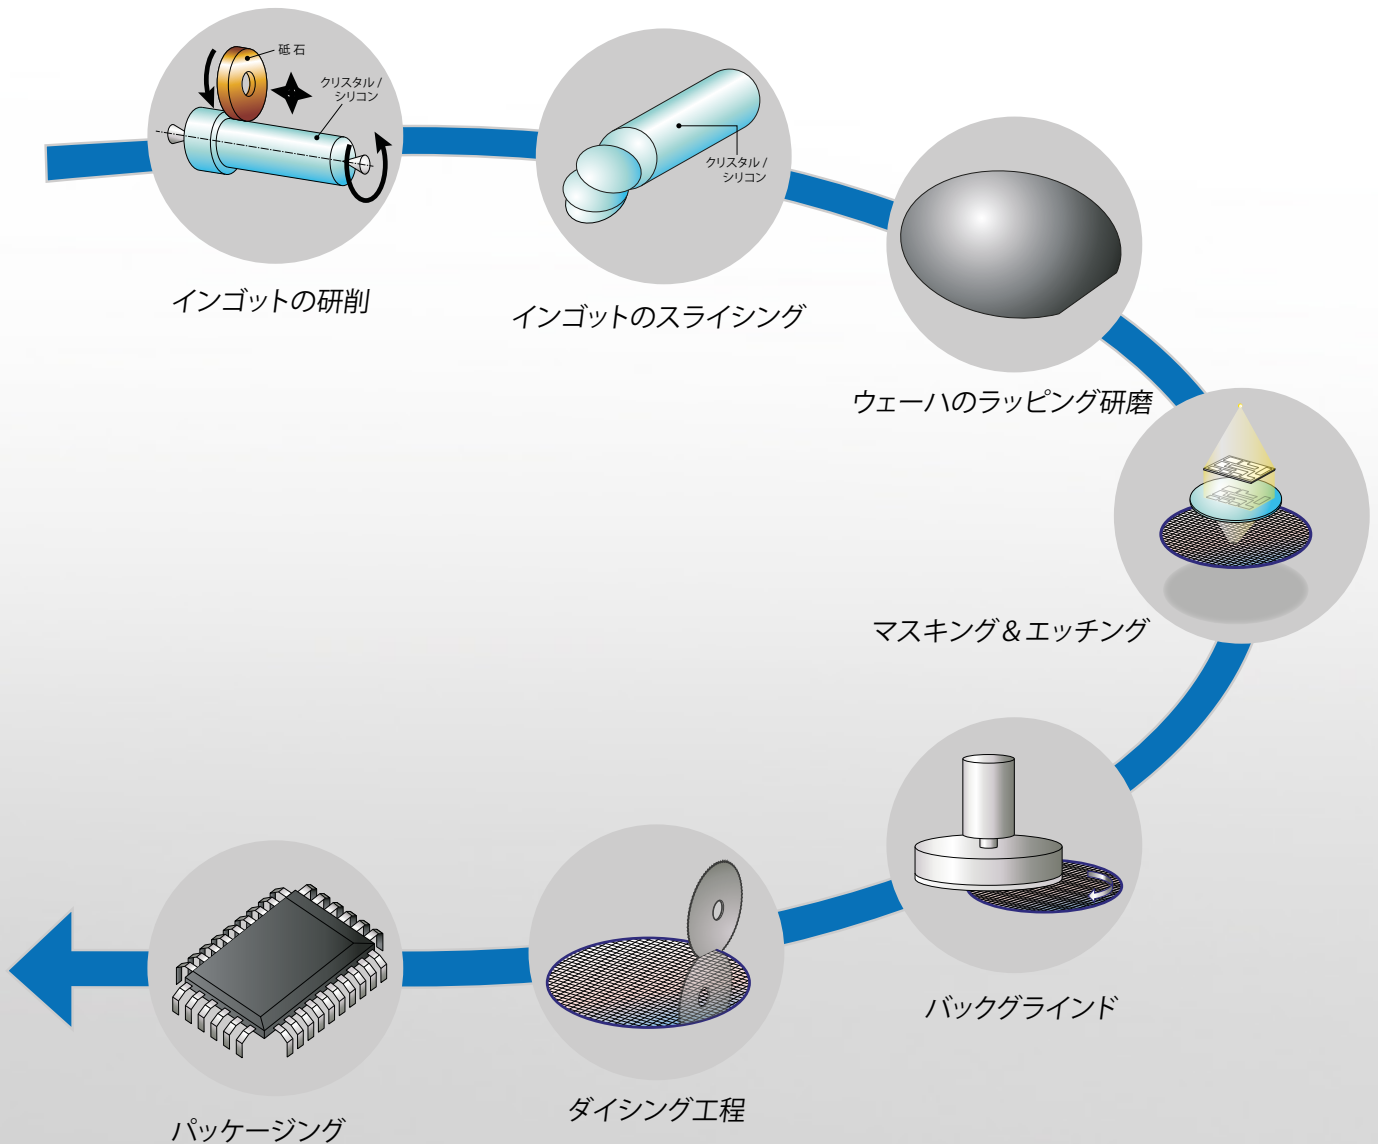 砥石
クリスタル /
シリコン
インゴットの研削
クリスタル /
シリコン
インゴットのスライシング
ウェーハのラッピング研磨
マスキング＆エッチング
バックグラインド
ダイシング工程
パッケージング